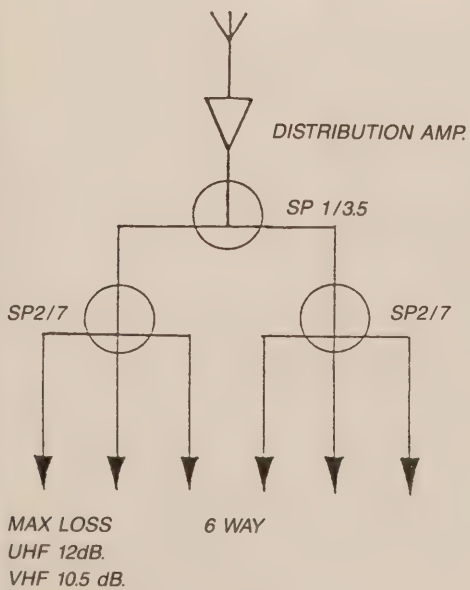 DISTRIBUTION AMP.
SP 1/3.5
SP2/7
SP2/7
MAX LOSS
6 WAY
UHF 12dB.
VHF 10.5 dB.